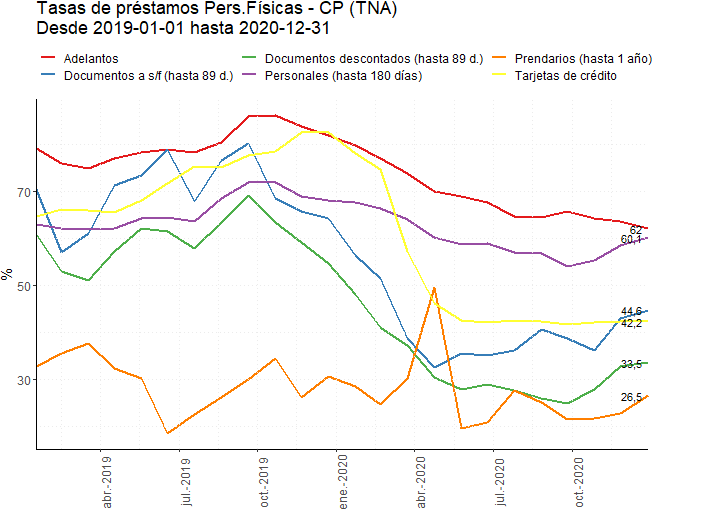 Tasas de préstamos Pers.Físicas - CP (TNA)
Desde 2019-01-01 hasta 2020-12-31
Adelantos
Documentos descontados (hasta 89 d.)
Prendarios (hasta 1 año)
Documentos a s/f (hasta 89 d.)
Personales (hasta 180 días)
Tarjetas de crédito
%
70
50
30
62
60,1
44,6
42,2
33,5
26,5
abr.-2019
jul.-2019
oct.-2019
ene.-2020
abr.-2020
jul.-2020
oct.-2020